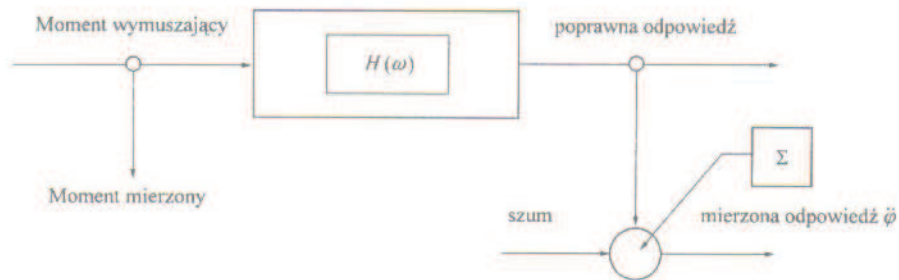 Moment wymuszający
poprawna odpowiedź
H(ω)
Σ
Moment mierzony
szum
mierzona odpowiedź φ̈